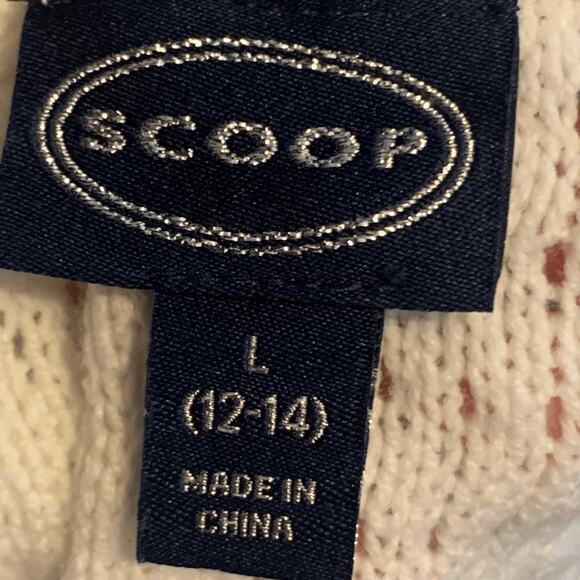 SCOOP
L
(12-14)
MADE IN
CHINA